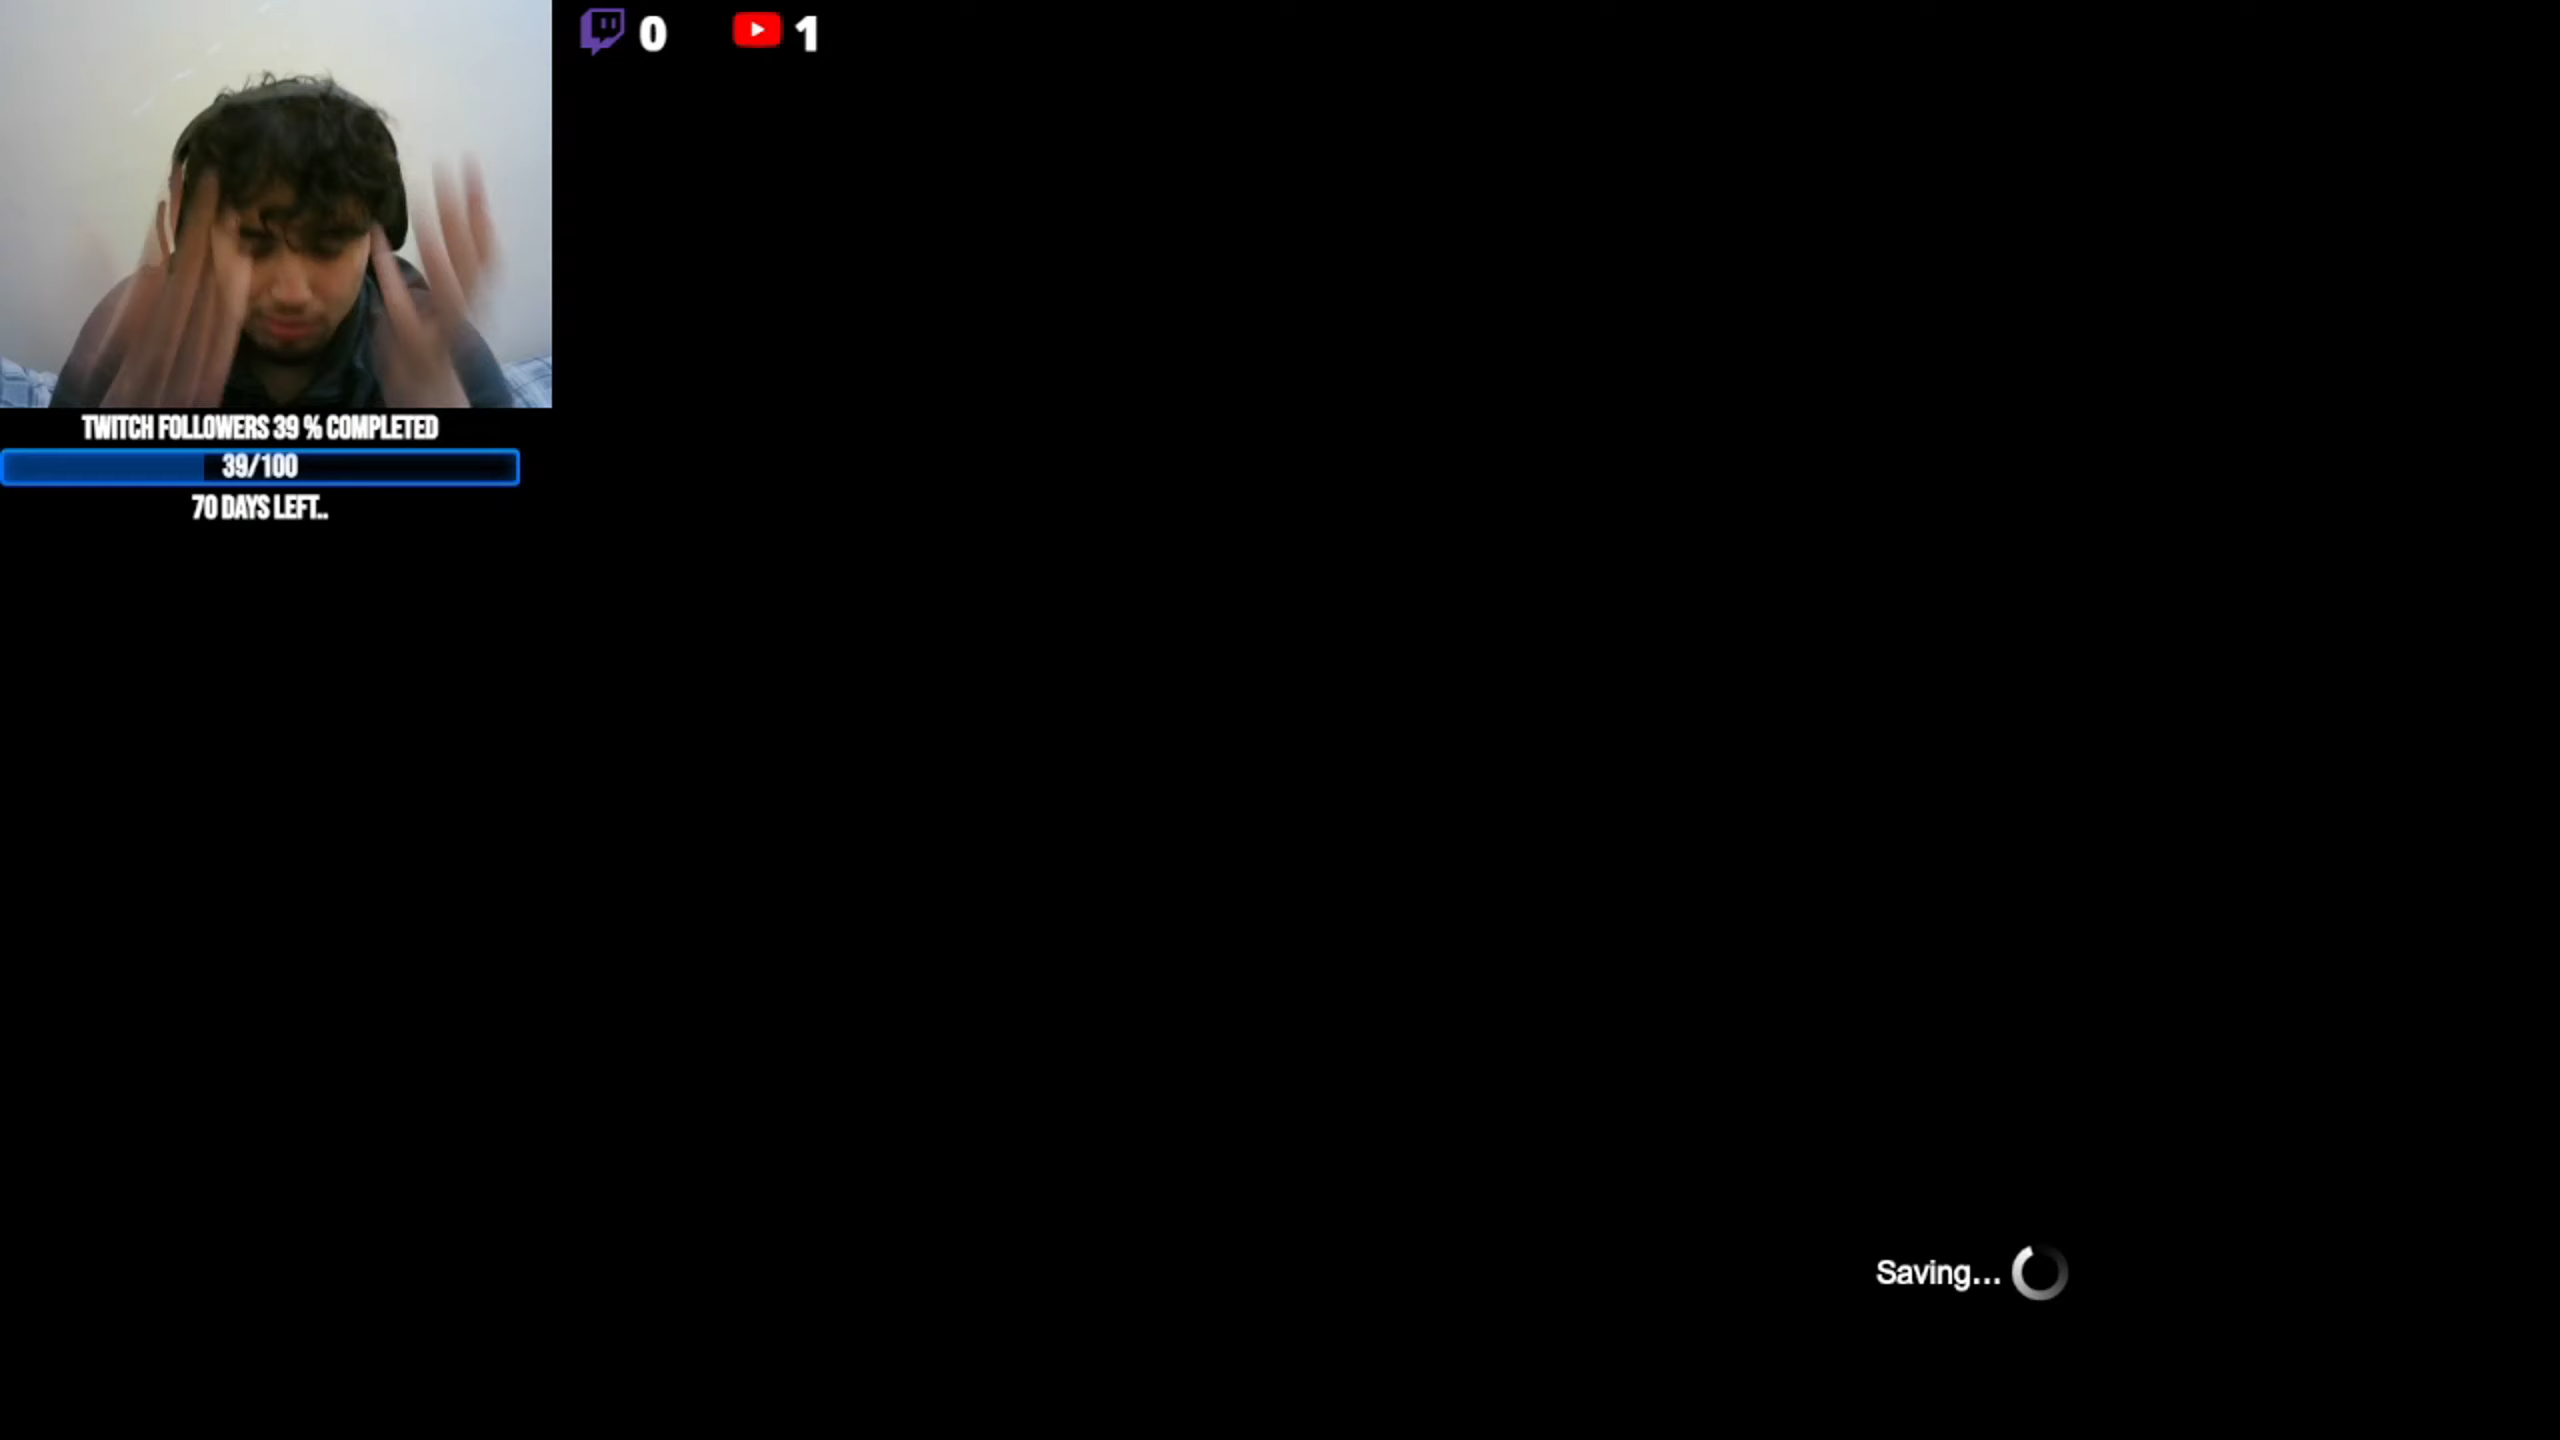 0 1
TWITCH FOLLOWERS 39 % COMPLETED
39/100
70 DAYS LEFT..
Saving...